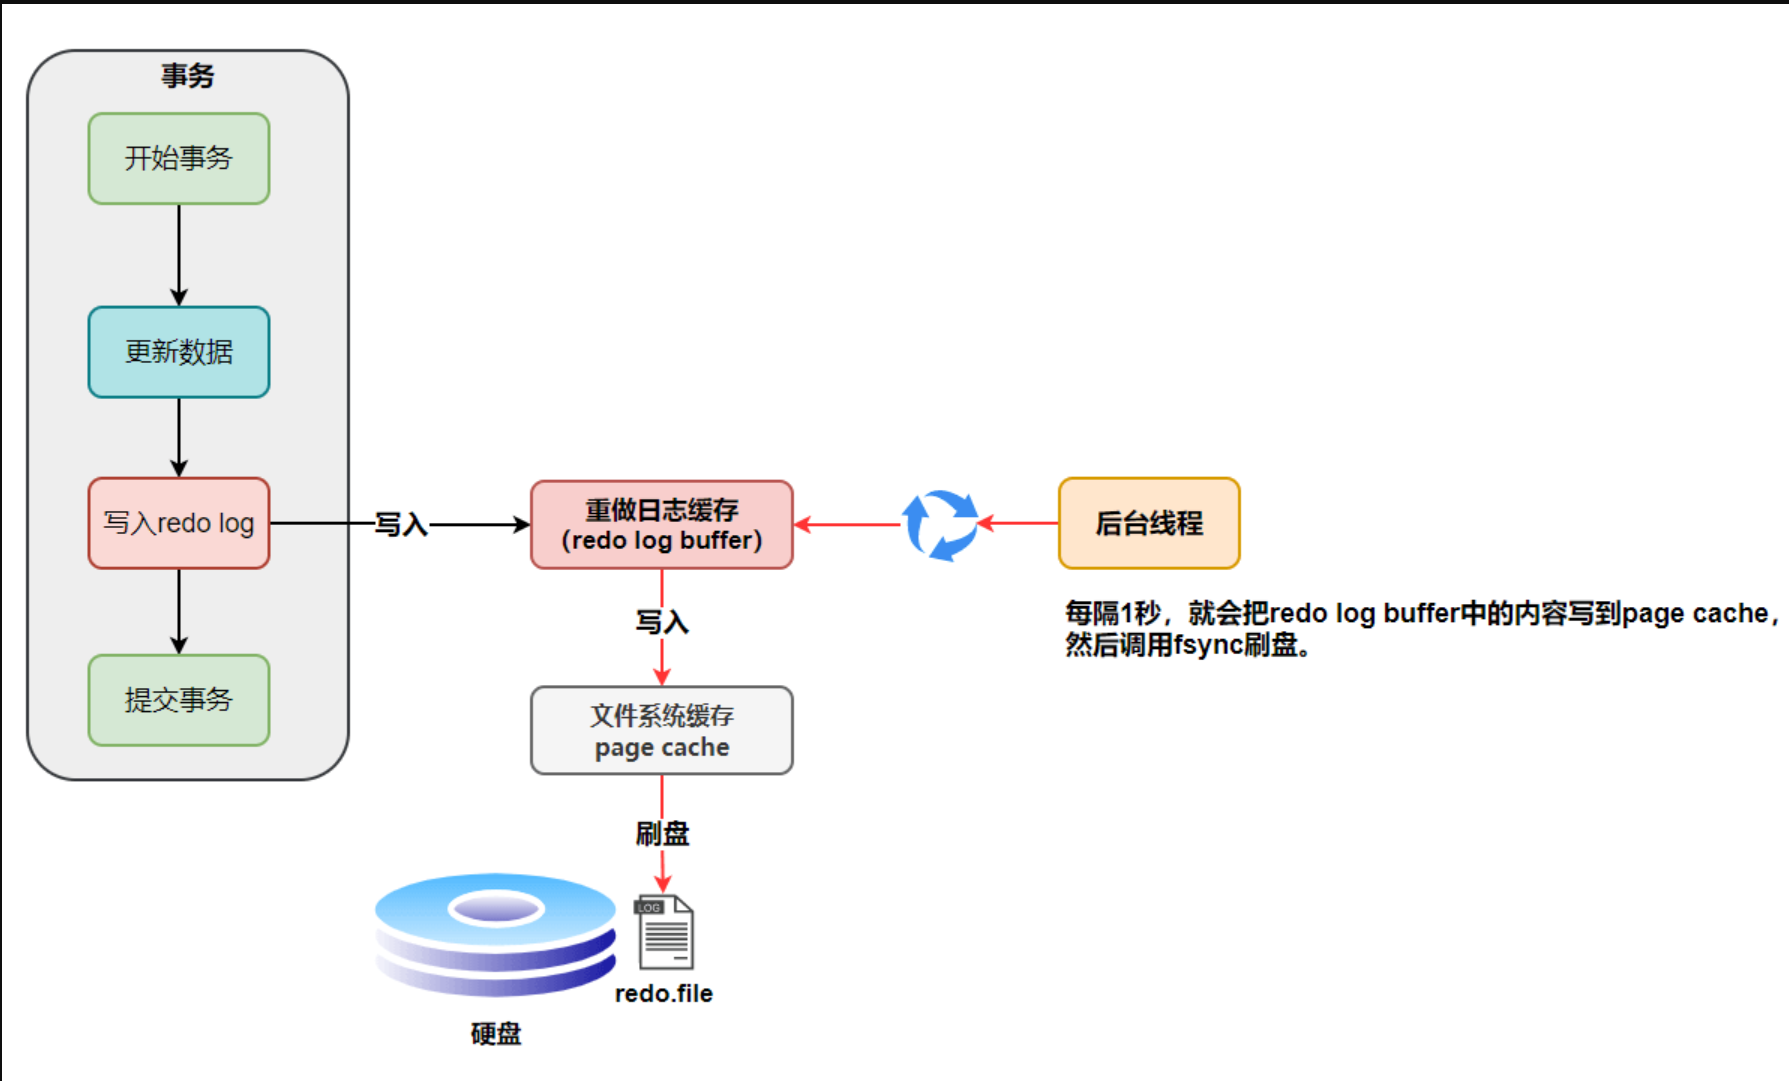 事务
开始事务
更新数据
写入redo log
提交事务
写入
重做日志缓存
（redo log buffer）
后台线程
每隔1秒，就会把redo log buffer中的内容写到page cache，
然后调用fsync刷盘。
写入
文件系统缓存
page cache
刷盘
LOG
redo.file
硬盘